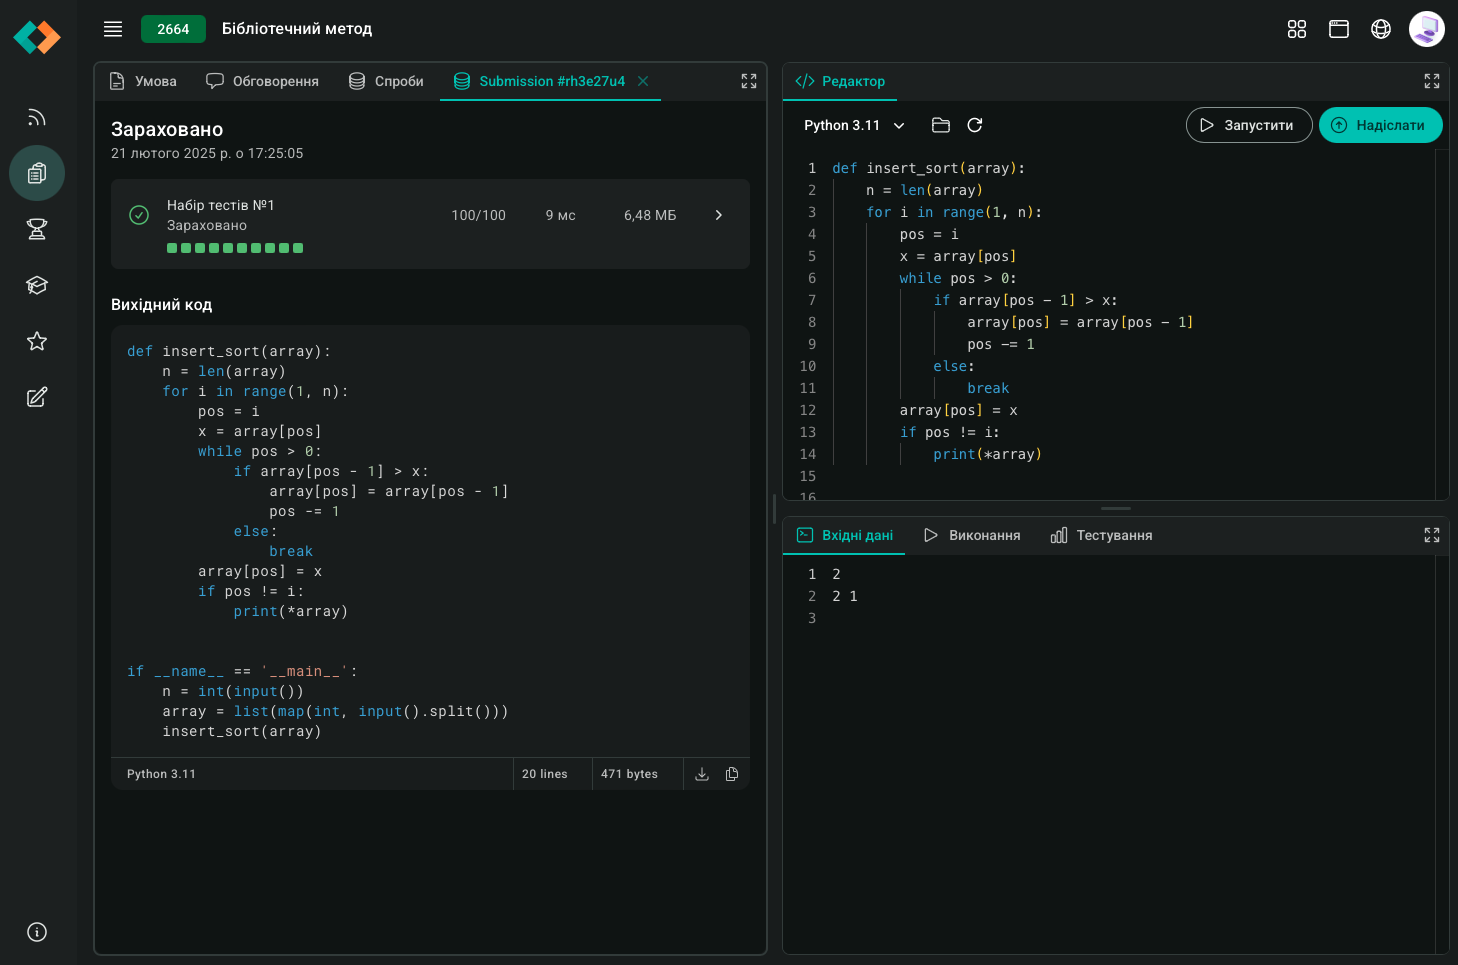 2664 Бібліотечний метод
Умова Обговорення Спроби Submission #rh3e27u4
Зараховано
21 лютого 2025 р. о 17:25:05
Набір тестів №1
Зараховано
100/100 9 мс 6,48 МБ
Вихідний код
def insert_sort(array):
    n = len(array)
    for i in range(1, n):
        pos = i
        x = array[pos]
        while pos > 0:
            if array[pos - 1] > x:
                array[pos] = array[pos - 1]
                pos -= 1
            else:
                break
        array[pos] = x
        if pos != i:
            print(*array)
if __name__ == '__main__':
    n = int(input())
    array = list(map(int, input().split()))
    insert_sort(array)
Python 3.11 20 lines 471 bytes
Редактор
Python 3.11 Запустити Надіслати
1 def insert_sort(array):
2     n = len(array)
3     for i in range(1, n):
4         pos = i
5         x = array[pos]
6         while pos > 0:
7             if array[pos - 1] > x:
8                 array[pos] = array[pos - 1]
9                 pos -= 1
10             else:
11                 break
12         array[pos] = x
13         if pos != i:
14             print(*array)
15
16
Вхідні дані Виконання Тестування
1 2
2 2 1
3